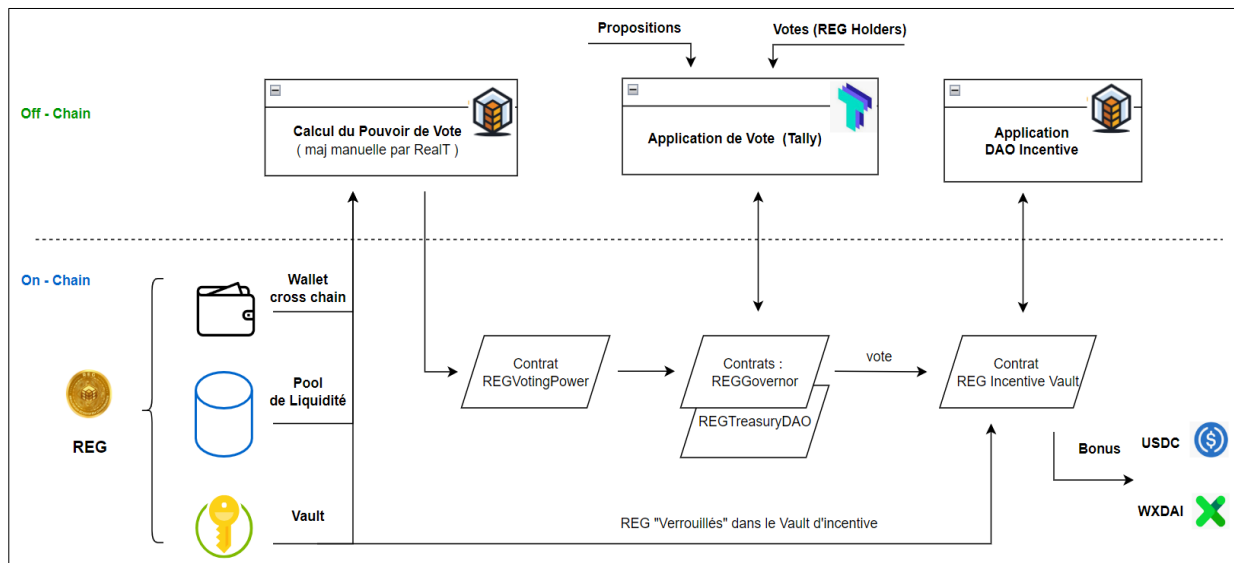 Propositions
Votes (REG Holders)
Off - Chain
Calcul du Pouvoir de Vote
( maj manuelle par RealT )
Application de Vote (Tally)
Application
DAO Incentive
On - Chain
Wallet
cross chain
Pool
de Liquidité
Vault
REG
Contrat
REGVotingPower
Contrats :
REGGovernor
REGTreasuryDAO
vote
Contrat
REG Incentive Vault
Bonus
USDC
WXDAI
REG "Verrouillés" dans le Vault d'incentive